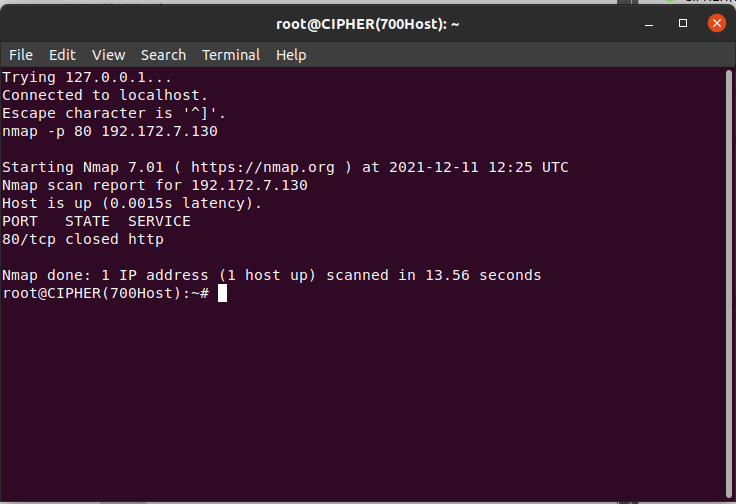 root@CIPHER(700Host): ~
File Edit View Search Terminal Help
Trying 127.0.0.1...
Connected to localhost.
Escape character is '^]'.
nmap -p 80 192.172.7.130
Starting Nmap 7.01 ( https://nmap.org ) at 2021-12-11 12:25 UTC
Nmap scan report for 192.172.7.130
Host is up (0.0015s latency).
PORT   STATE  SERVICE
80/tcp closed http
Nmap done: 1 IP address (1 host up) scanned in 13.56 seconds
root@CIPHER(700Host):~#